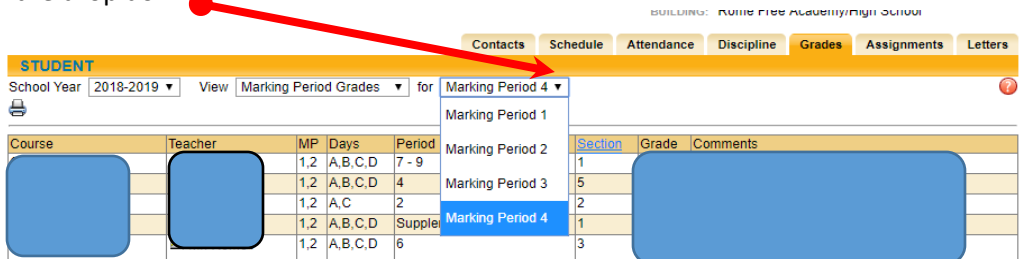 BUILDING: Rome Free Academy/High School
Contacts Schedule Attendance Discipline Grades Assignments Letters
STUDENT
School Year 2018-2019 View Marking Period Grades for Marking Period 4
Marking Period 1
Marking Period 2
Marking Period 3
Marking Period 4
Course Teacher MP Days Period Section Grade Comments
1,2 A,B,C,D 7 - 9 1
1,2 A,B,C,D 4 5
1,2 A,C 2 2
1,2 A,B,C,D 1
1,2 A,B,C,D 6 3